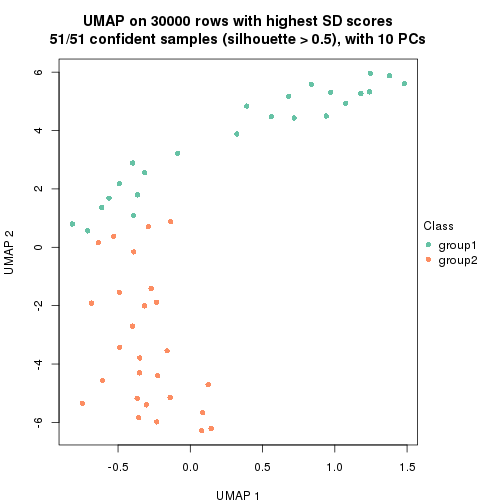 UMAP on 30000 rows with highest SD scores
51/51 confident samples (silhouette > 0.5), with 10 PCs
6
4
2
0
-2
-4
-6
UMAP 2
-0.5 0.0 0.5 1.0 1.5
UMAP 1
Class
group1
group2